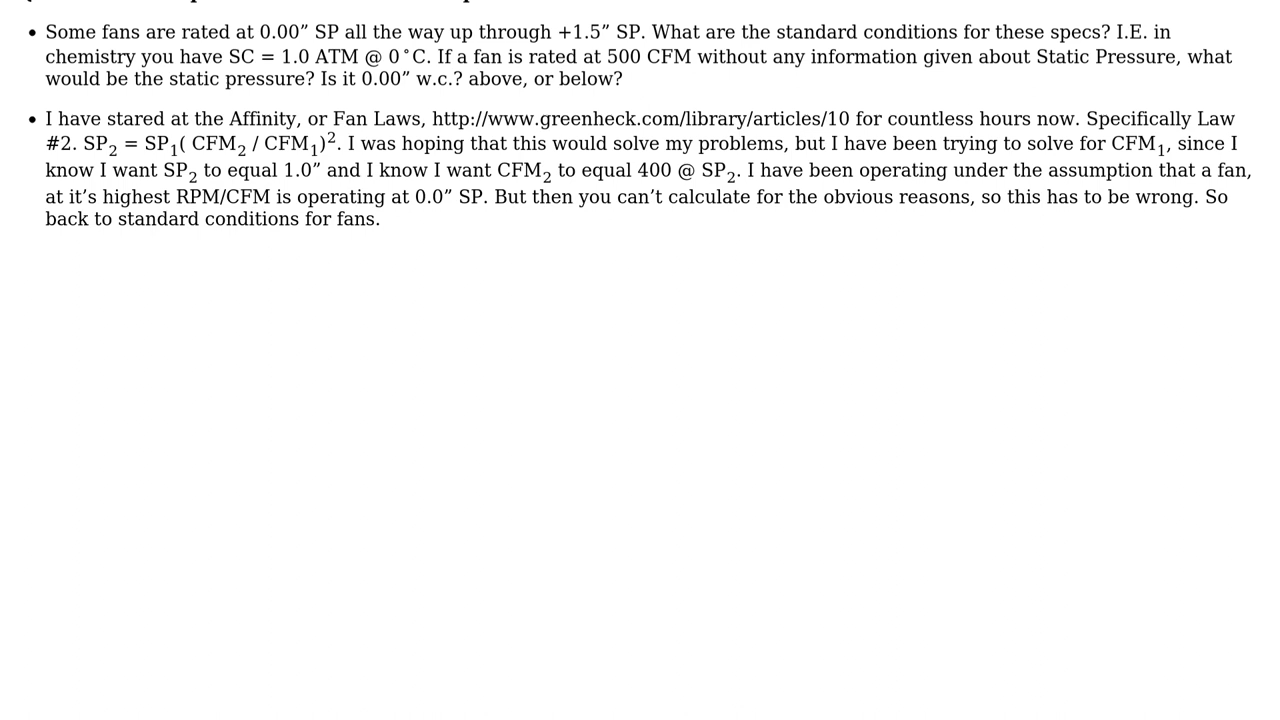 • Some fans are rated at 0.00” SP all the way up through +1.5” SP. What are the standard conditions for these specs? I.E. in
chemistry you have SC = 1.0 ATM @ 0˚C. If a fan is rated at 500 CFM without any information given about Static Pressure, what
would be the static pressure? Is it 0.00” w.c.? above, or below?
• I have stared at the Affinity, or Fan Laws, http://www.greenheck.com/library/articles/10 for countless hours now. Specifically Law
#2. SP2 = SP1( CFM2 / CFM1)2. I was hoping that this would solve my problems, but I have been trying to solve for CFM1, since I
know I want SP2 to equal 1.0” and I know I want CFM2 to equal 400 @ SP2. I have been operating under the assumption that a fan,
at it’s highest RPM/CFM is operating at 0.0” SP. But then you can’t calculate for the obvious reasons, so this has to be wrong. So
back to standard conditions for fans.